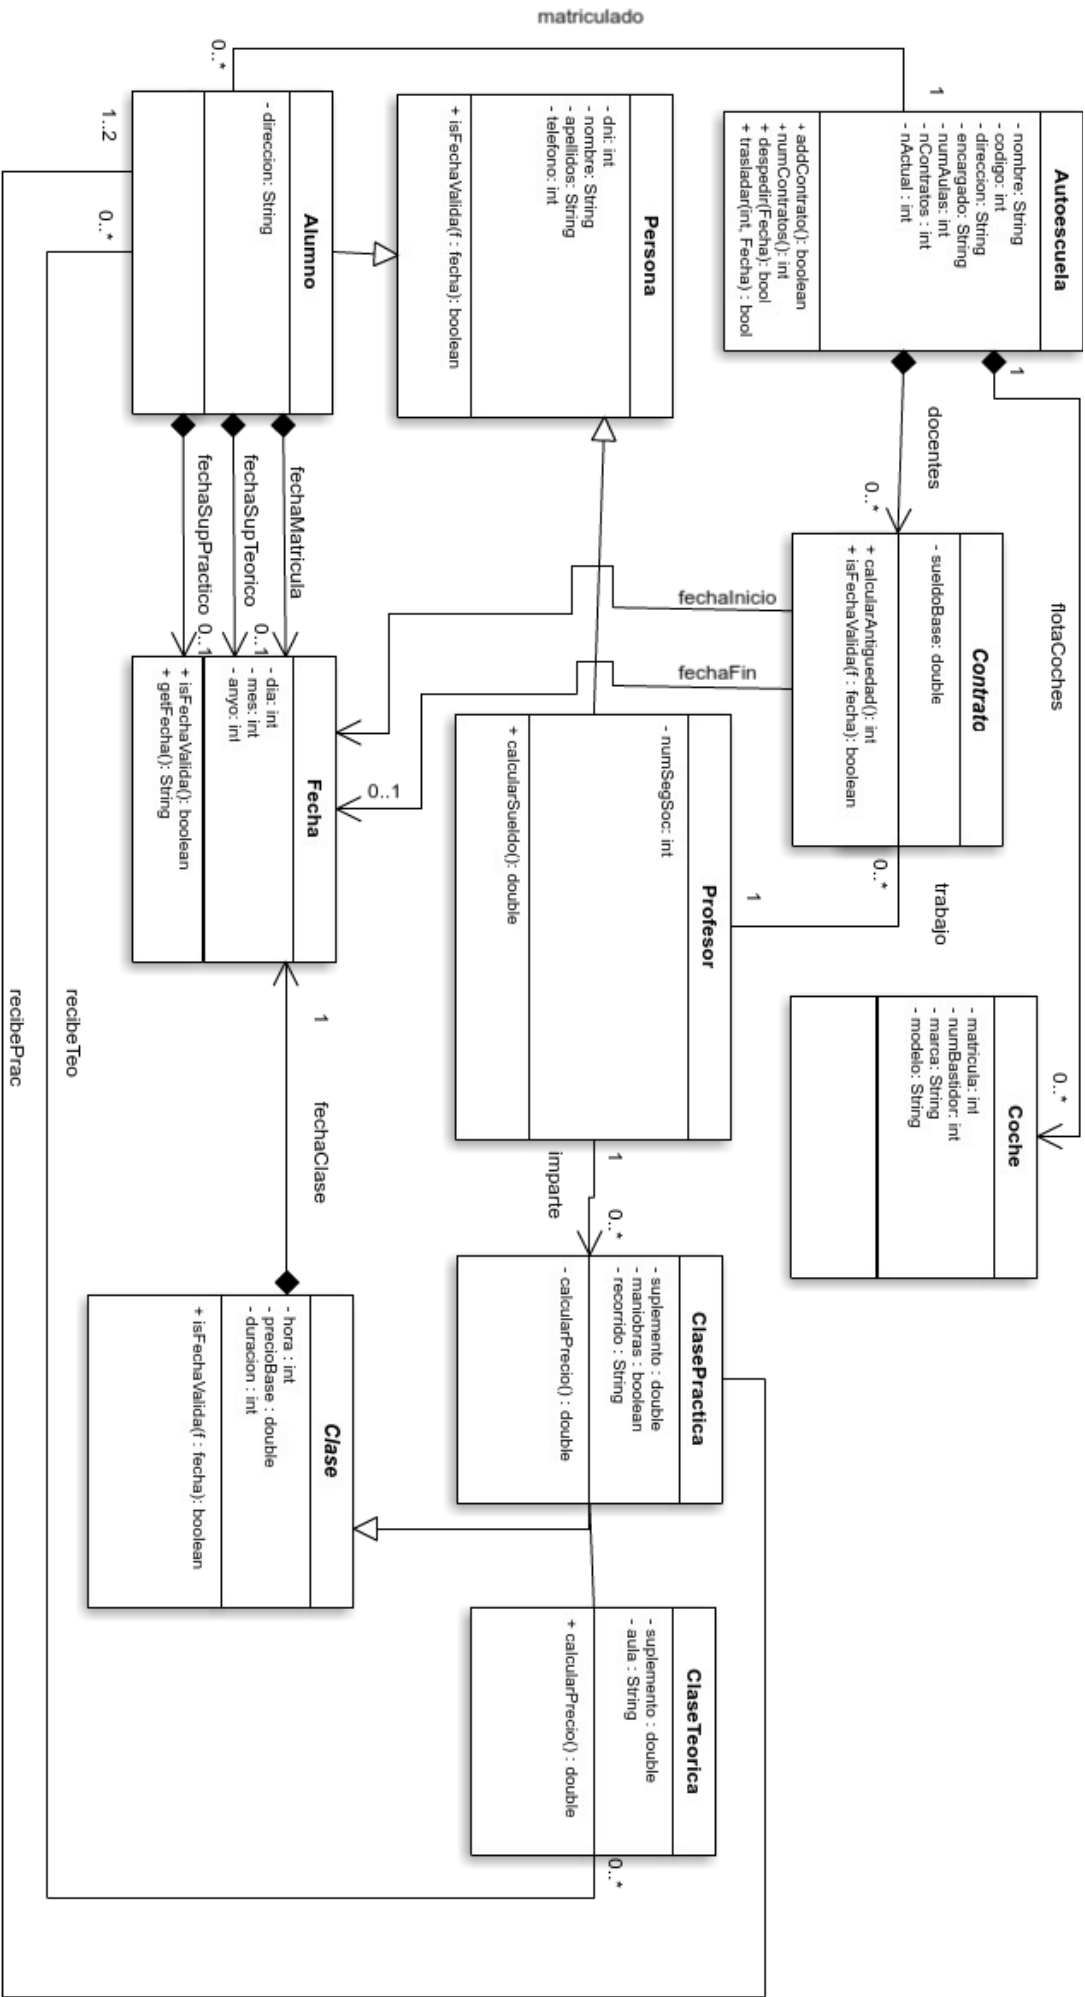 matriculado
1
0..*
Autoescuela
- nombre: String
- codigo: int
- direccion: String
- encargado: String
- numAulas: int
- nContratos : int
- nActual : int
+ addContrato(): boolean
+ numContratos(): int
+ despedir(Fecha): bool
+ trasladar(int, Fecha) : bool
1
flotaCoches
0..*
docentes
0..*
Persona
- dni: int
- nombre: String
- apellidos: String
- telefono: int
+ isFechaValida(f : fecha): boolean
Alumno
- direccion: String
1..2
0..*
fechaMatricula
fechaSupTeorico
0..1
fechaSupPractico
0..1
Contrato
- sueldoBase: double
+ calcularAntiguedad(): int
+ isFechaValida(f : fecha): boolean
fechaInicio
fechaFin
0..1
0..*
trabajo
1
Fecha
- dia: int
- mes: int
- anyo: int
+ isFechaValida(): boolean
+ getFecha(): String
Profesor
- numSegSoc: int
+ calcularSueldo(): double
Coche
- matricula: int
- numBastidor: int
- marca: String
- modelo: String
1
imparte
0..*
1
fechaClase
ClasePractica
- suplemento : double
- maniobras : boolean
- recorrido : String
- calcularPrecio() : double
Clase
- hora : int
- precioBase : double
- duracion : int
+ isFechaValida(f : fecha): boolean
ClaseTeorica
- suplemento : double
- aula : String
+ calcularPrecio() : double
0..*
recibeTeo
recibePrac